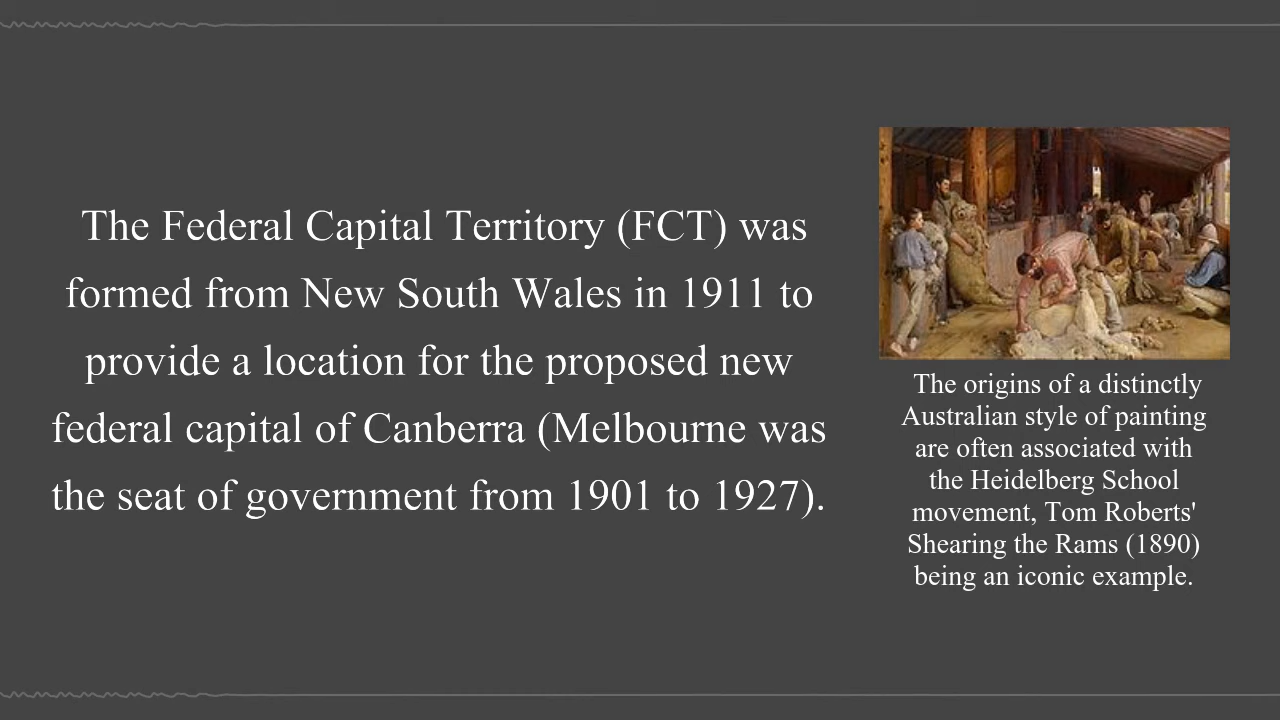 The Federal Capital Territory (FCT) was
formed from New South Wales in 1911 to
provide a location for the proposed new
federal capital of Canberra (Melbourne was
the seat of government from 1901 to 1927).
The origins of a distinctly
Australian style of painting
are often associated with
the Heidelberg School
movement, Tom Roberts'
Shearing the Rams (1890)
being an iconic example.